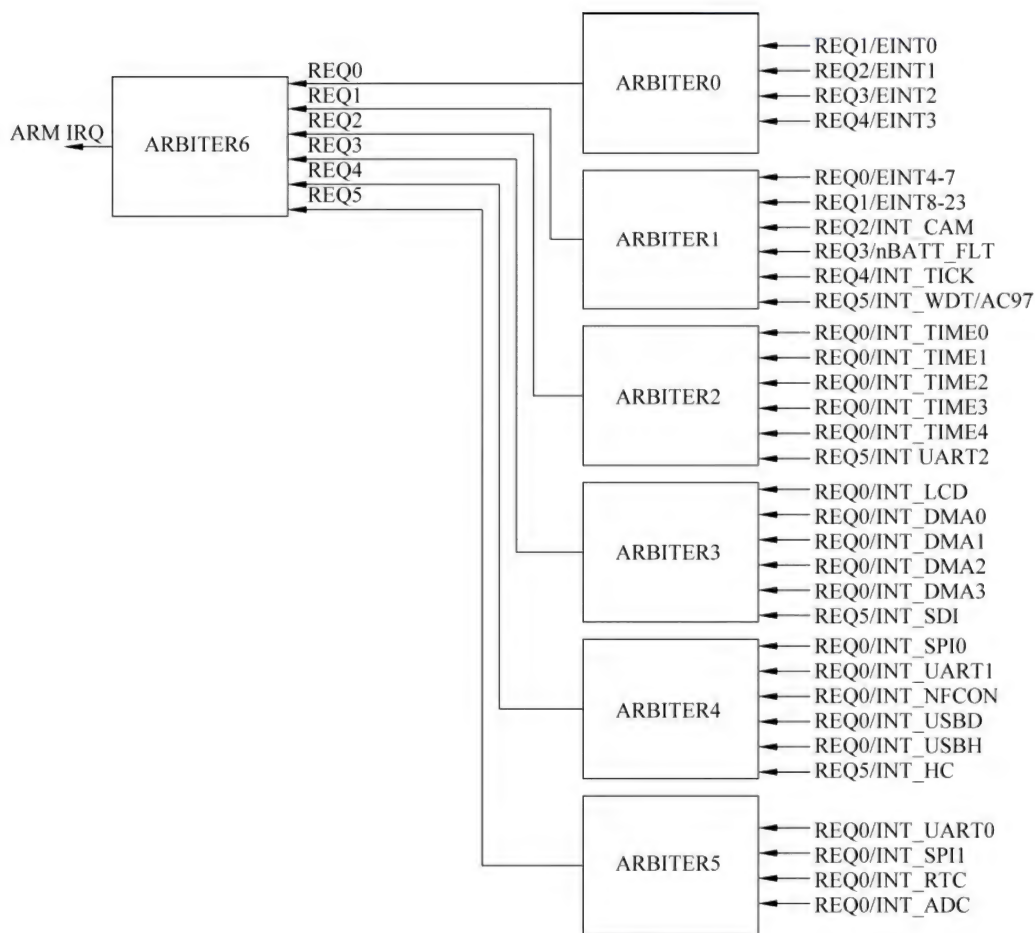 ARM IRQ
ARBITER6
REQ0
REQ1
REQ2
REQ3
REQ4
REQ5
ARBITER0
REQ1/EINT0
REQ2/EINT1
REQ3/EINT2
REQ4/EINT3
ARBITER1
REQ0/EINT4-7
REQ1/EINT8-23
REQ2/INT_CAM
REQ3/nBATT_FLT
REQ4/INT_TICK
REQ5/INT_WDT/AC97
ARBITER2
REQ0/INT_TIME0
REQ0/INT_TIME1
REQ0/INT_TIME2
REQ0/INT_TIME3
REQ0/INT_TIME4
REQ5/INT UART2
ARBITER3
REQ0/INT_LCD
REQ0/INT_DMA0
REQ0/INT_DMA1
REQ0/INT_DMA2
REQ0/INT_DMA3
REQ5/INT_SDI
ARBITER4
REQ0/INT_SPI0
REQ0/INT_UART1
REQ0/INT_NFCON
REQ0/INT_USBD
REQ0/INT_USBH
REQ5/INT_HC
ARBITER5
REQ0/INT_UART0
REQ0/INT_SPI1
REQ0/INT_RTC
REQ0/INT_ADC